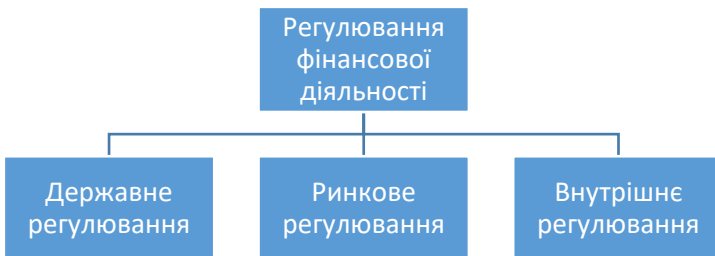 Регулювання
фінансової
діяльності
Державне
регулювання
Ринкове
регулювання
Внутрішнє
регулювання